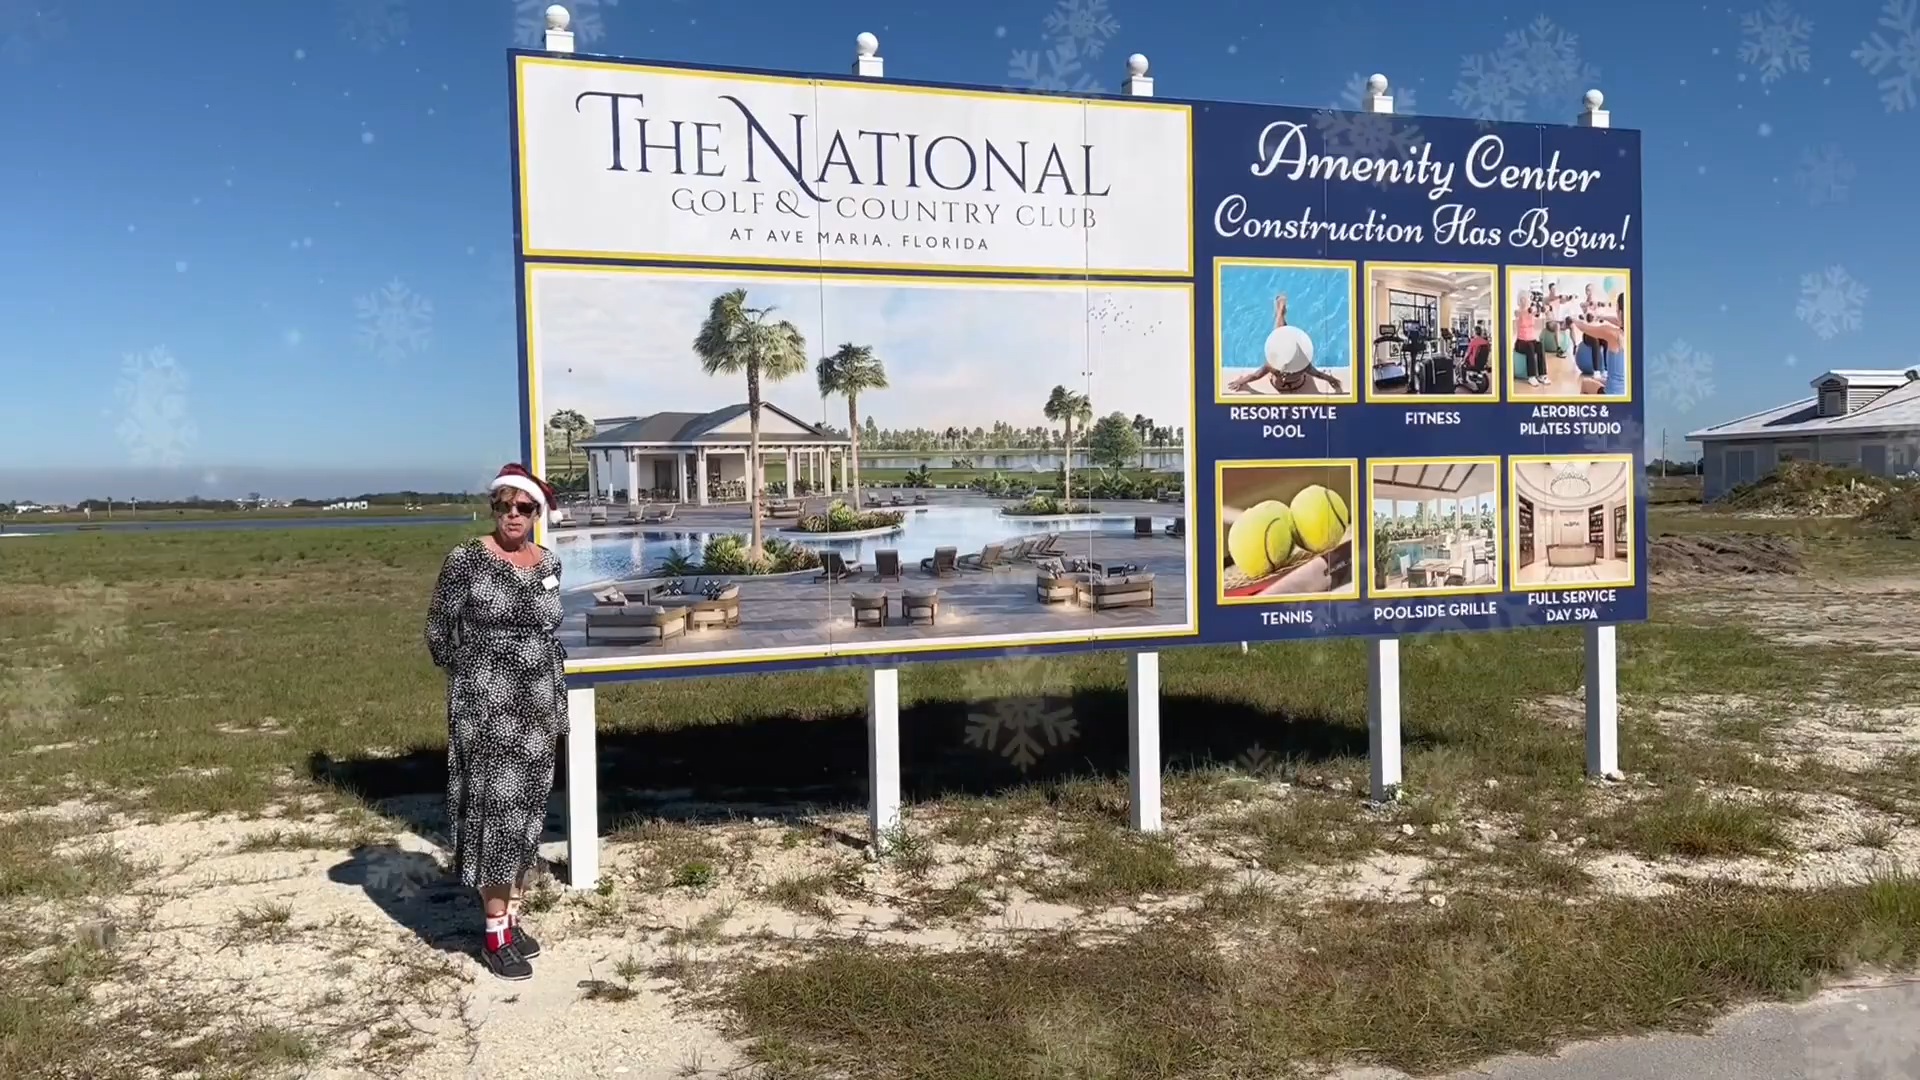 THE NATIONAL
GOLF & COUNTRY CLUB
AT AVE MARIA, FLORIDA
Amenity Center
Construction Has Begun!
RESORT STYLE
POOL
FITNESS
AEROBICS &
PILATES STUDIO
TENNIS
POOLSIDE GRILLE
FULL SERVICE
DAY SPA